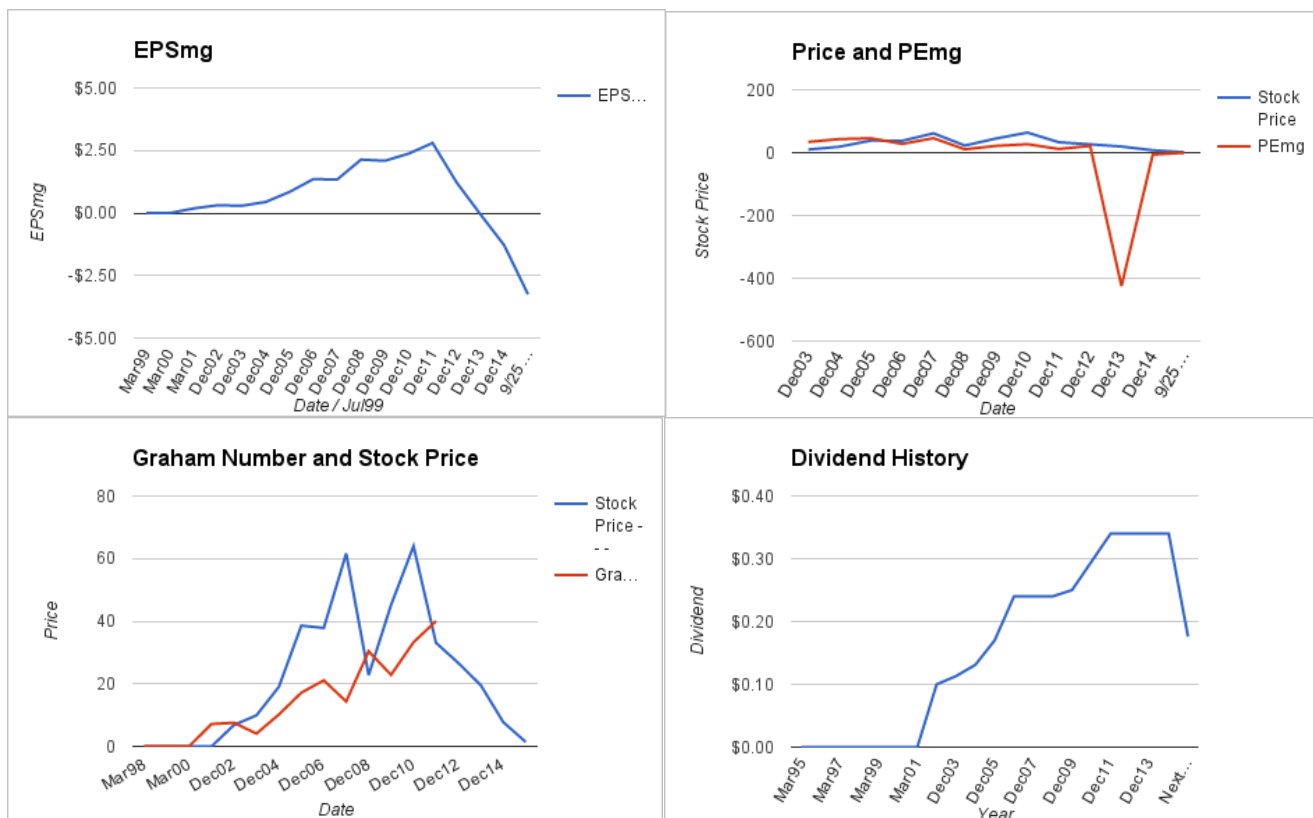 EPSmg
$5.00
$2.50
$0.00
-$2.50
-$5.00
EPSmg
Mar99
Mar00
Mar01
Dec02
Dec03
Dec04
Dec05
Dec06
Dec07
Dec08
Dec09
Dec10
Dec11
Dec12
Dec13
Dec14
9/25 ...
Date / Jul99
EPS...
Price and PEmg
200
0
-200
-400
-600
Stock Price
Dec03
Dec04
Dec05
Dec06
Dec07
Dec08
Dec09
Dec10
Dec11
Dec12
Dec13
Dec14
9/25 ...
Date
Stock
Price
PEmg
Graham Number and Stock Price
80
60
40
20
0
Price
Mar98
Mar00
Dec02
Dec04
Dec06
Dec08
Dec10
Dec12
Dec14
Date
Stock
Price -
- -
Gra...
Dividend History
$0.40
$0.30
$0.20
$0.10
$0.00
Dividend
Mar95
Mar97
Mar99
Mar01
Dec03
Dec05
Dec07
Dec09
Dec11
Dec13
Next...
Year